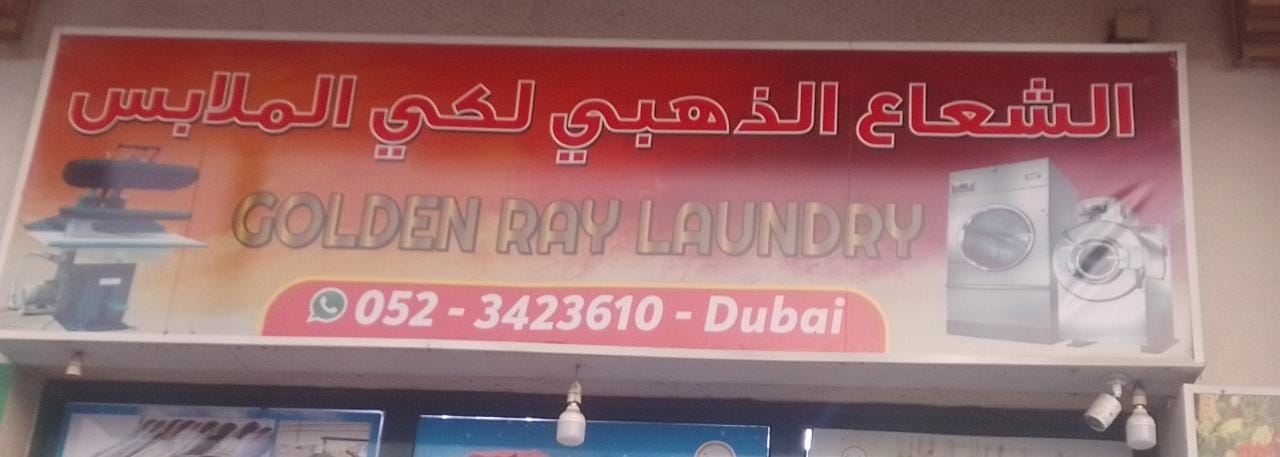 الشعاع الذهبي لكي الملابس
GOLDEN RAY LAUNDRY
052 - 3423610 - Dubai